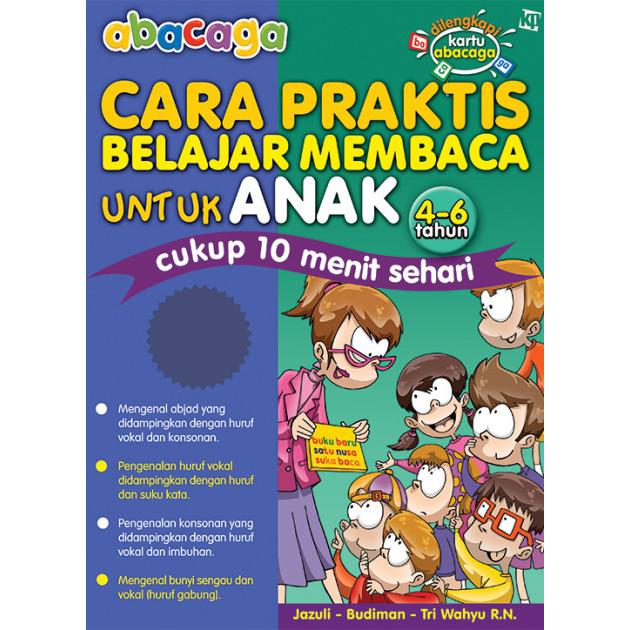 abacaga
dilengkapi
kartu
abacaga
ba
ca
ga
CARA PRAKTIS
BELAJAR MEMBACA
UNTUK ANAK
4-6
tahun
cukup 10 menit sehari
Mengenal abjad yang
didampingkan dengan huruf
vokal dan konsonan.
Pengenalan huruf vokal
didampingkan dengan huruf
dan suku kata.
Pengenalan konsonan yang
didampingkan dengan huruf
vokal dan imbuhan.
Mengenal bunyi sengau dan
vokal (huruf gabung).
buku baru
satu nusa
suka baca
Jazuli - Budiman - Tri Wahyu R.N.